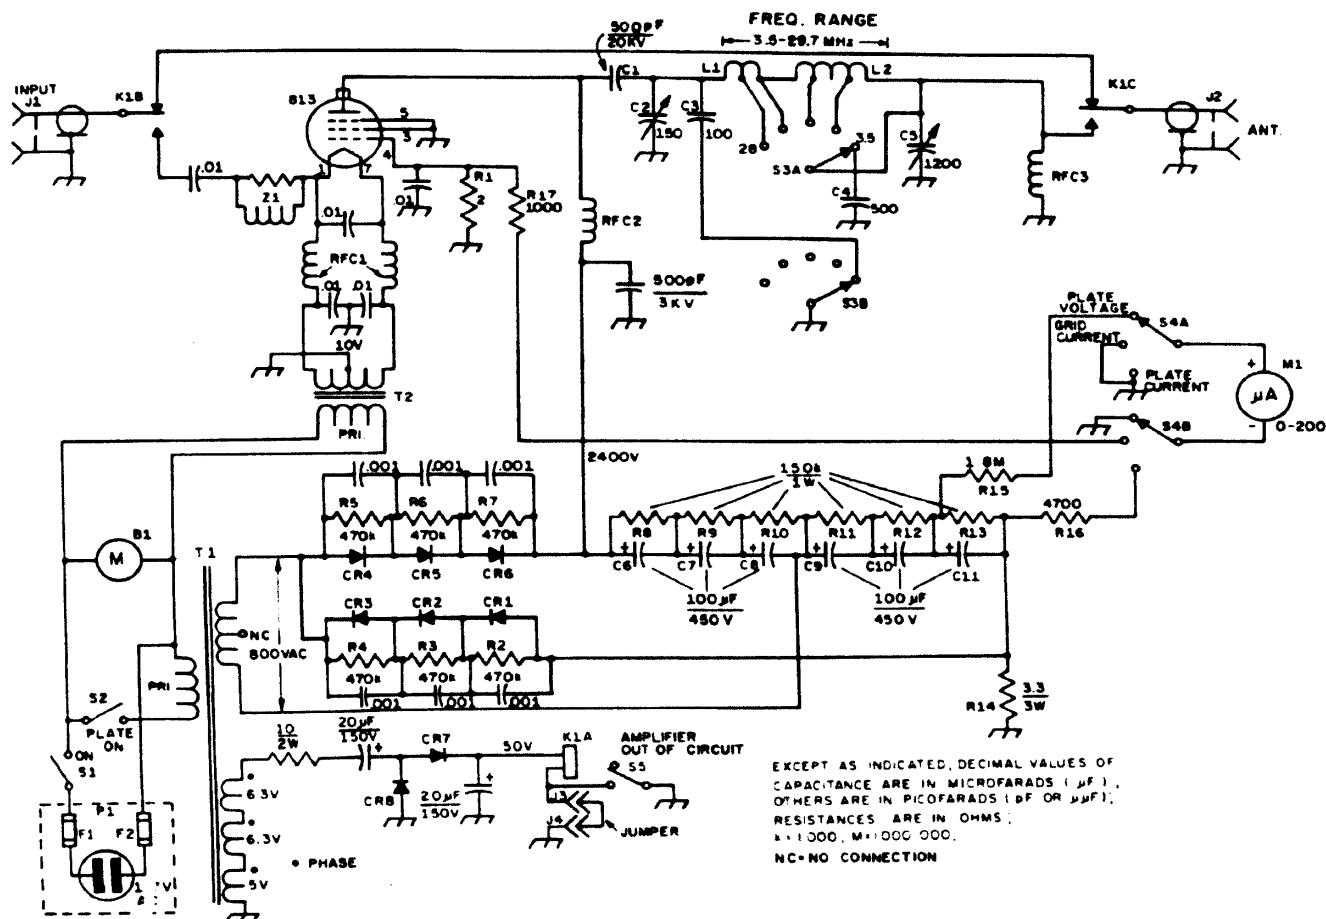 FREQ. RANGE
3.5-29.7 MHz
500pF
20KV
C1
L1
L2
K1C
J2
ANT.
INPUT
J1
K1B
813
5
3
4
1
7
C2
150
C3
100
28
3.5
S3A
C5
1200
C4
500
RFC3
.01
Z1
.01
.01
R1
2
R17
1000
RFC2
RFC1
.01
.01
10V
500pF
3KV
S3B
T2
PRI.
PLATE
VOLTAGE
GRID
CURRENT
S4A
PLATE
CURRENT
S4B
+
M1
µA
-
0-200
2400V
.001
.001
.001
R5
R6
R7
470k
470k
470k
CR4
CR5
CR6
150k
1W
1.8M
R15
4700
R16
R8
R9
R10
R11
R12
R13
+
+
+
+
+
+
C6
C7
C8
C9
C10
C11
100µF
450V
100µF
450V
B1
M
T1
NC
800VAC
CR3
CR2
CR1
R4
R3
R2
470k
470k
470k
.001
.001
.001
PRI
S2
PLATE
ON
ON
S1
R14
3.3
3W
10
2W
20µF
150V
+
CR7
50V
K1A
AMPLIFIER
OUT OF CIRCUIT
S5
CR8
20µF
150V
+
J3
J4
JUMPER
6.3V
6.3V
5V
• PHASE
P1
F1
F2
EXCEPT AS INDICATED, DECIMAL VALUES OF
CAPACITANCE ARE IN MICROFARADS (µF),
OTHERS ARE IN PICOFARADS (pF OR µµF);
RESISTANCES ARE IN OHMS;
k=1000, M=1000 000.
NC=NO CONNECTION